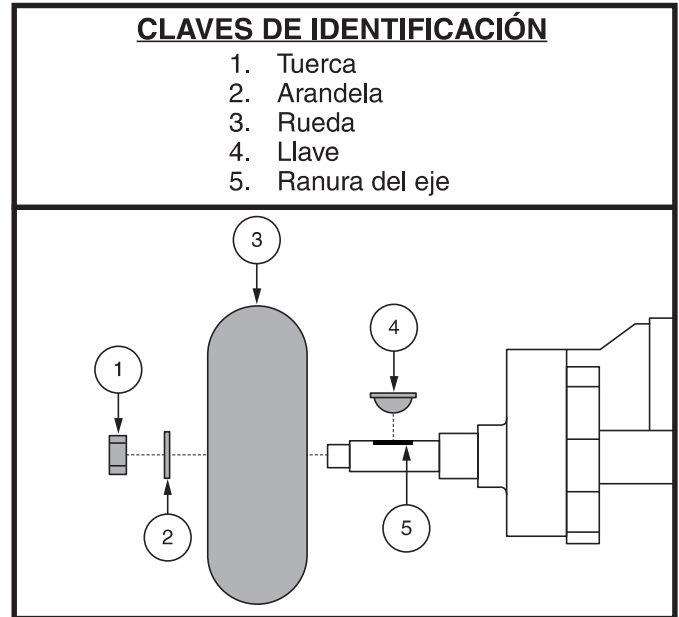 CLAVES DE IDENTIFICACIÓN
1. Tuerca
2. Arandela
3. Rueda
4. Llave
5. Ranura del eje
3
4
1
2
5